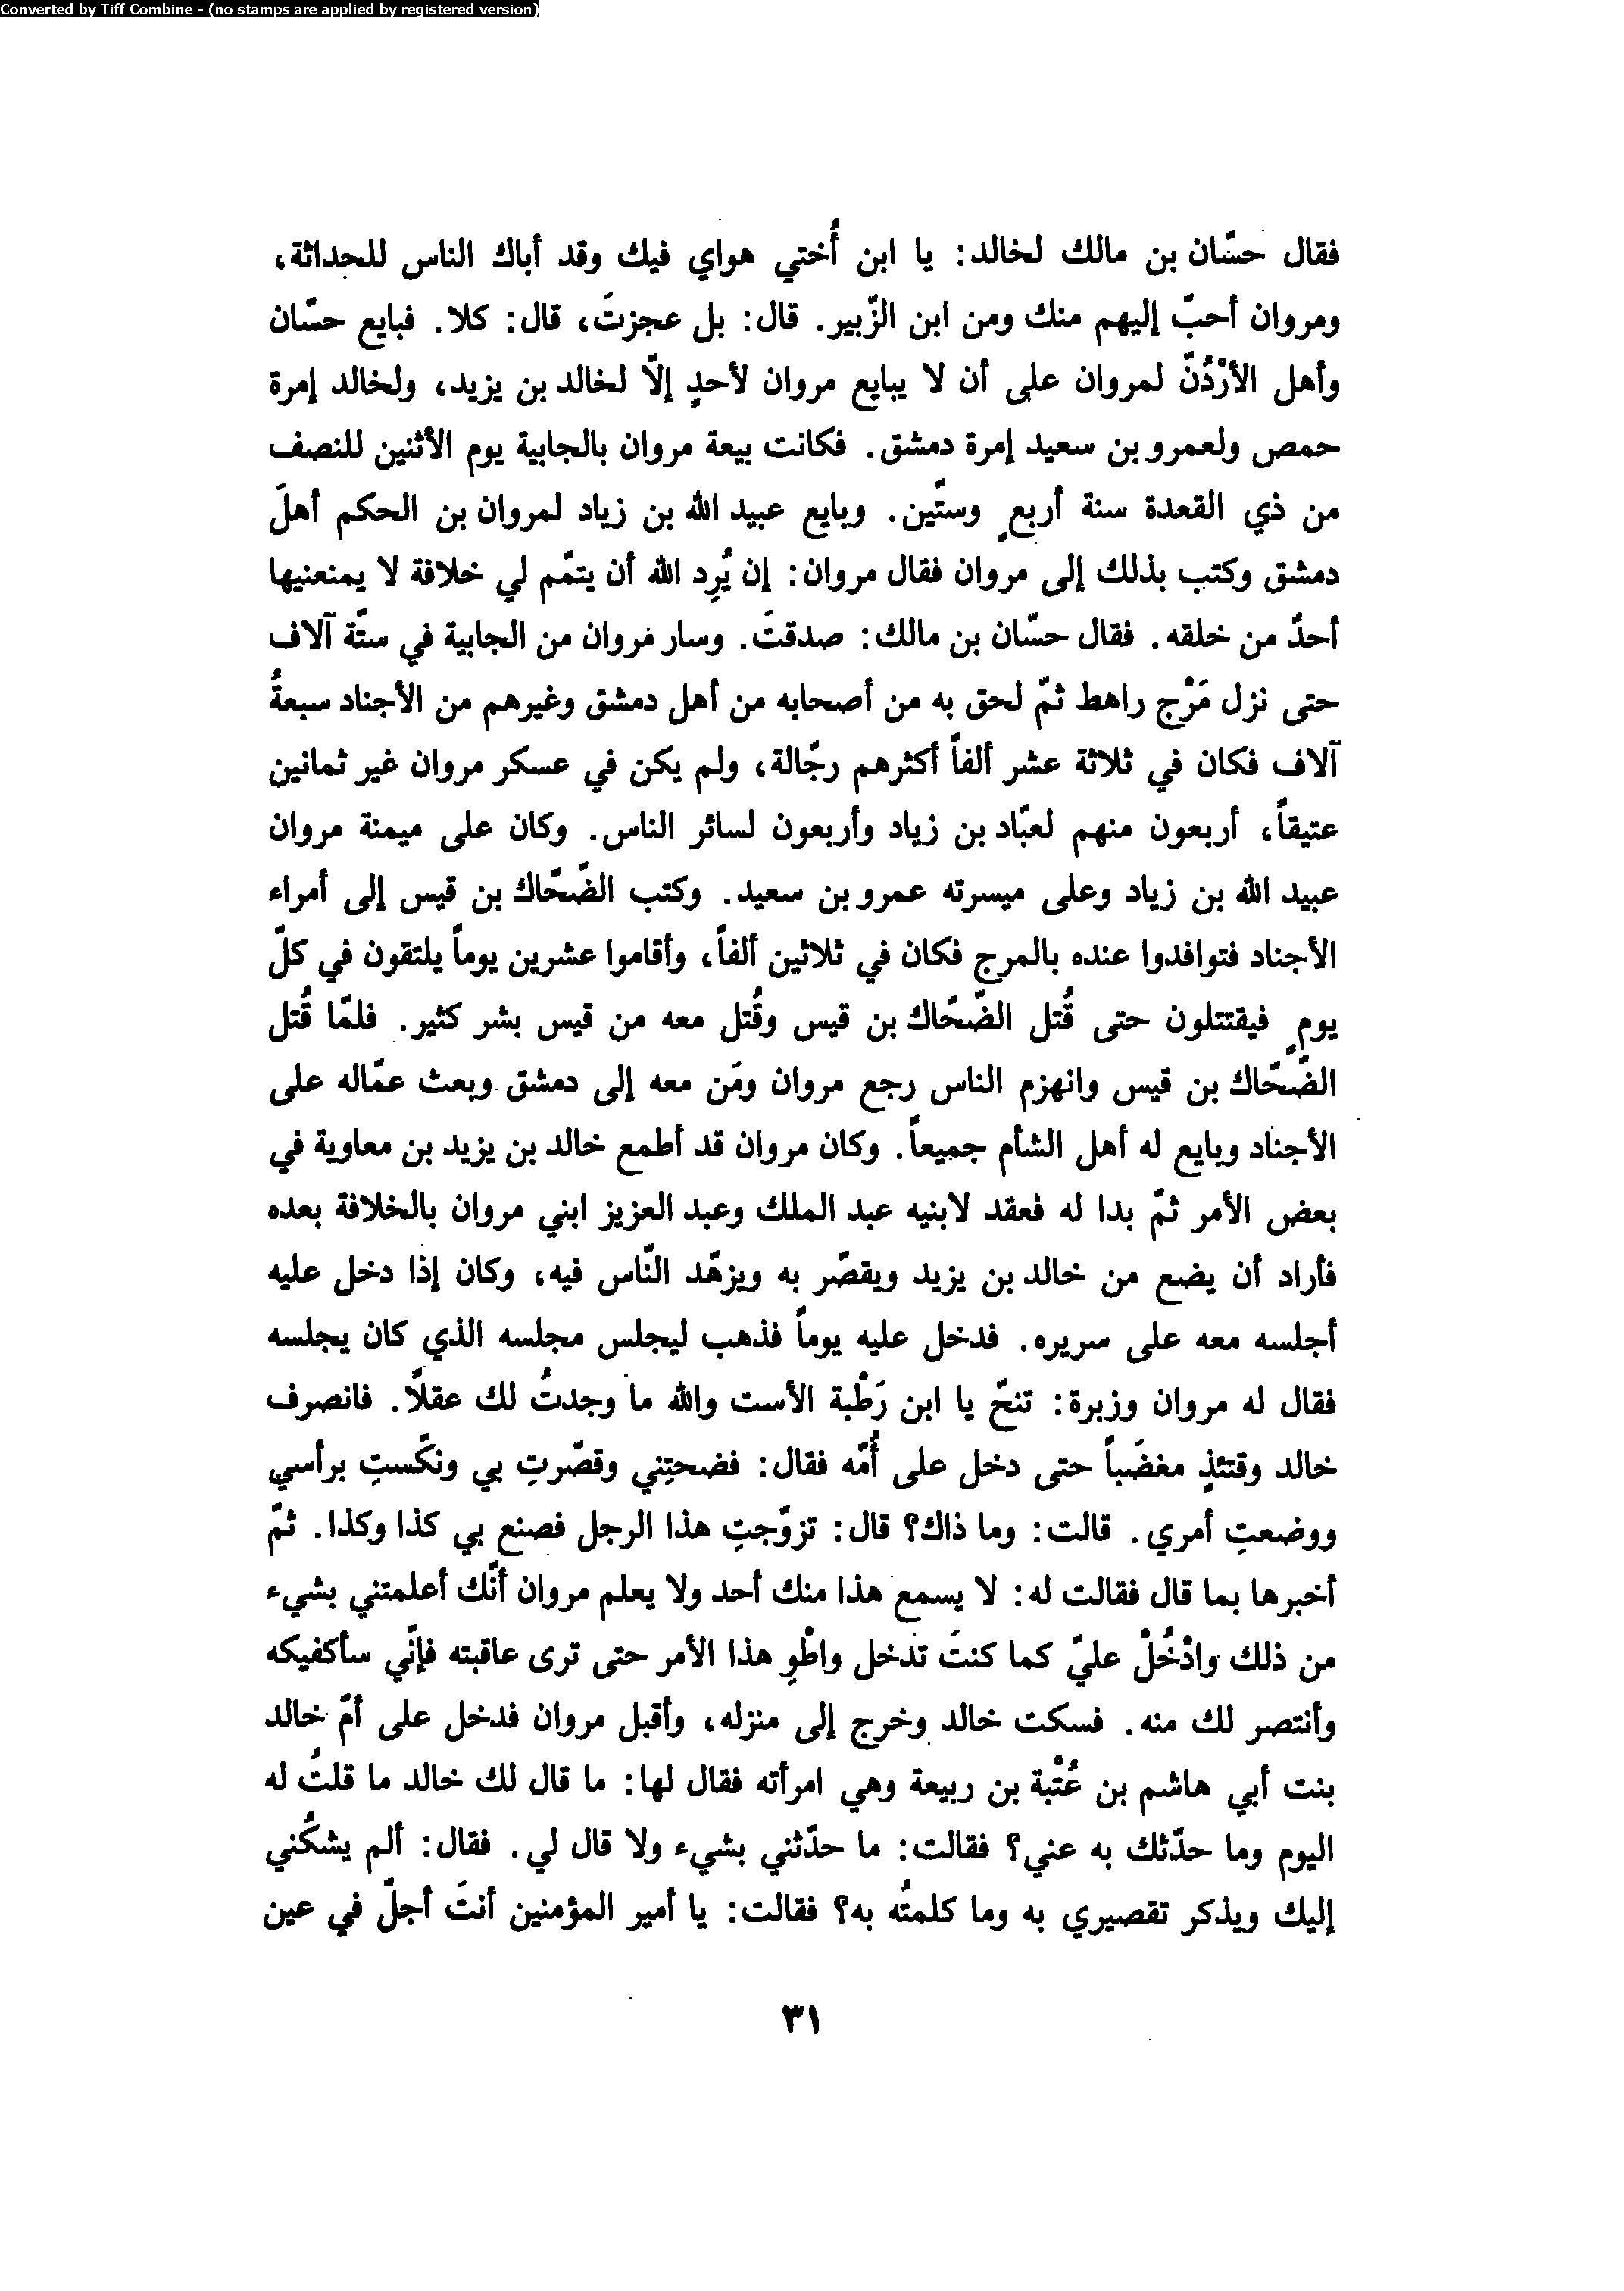 Converted by Tiff Combine - (no stamps are applied by registered version)
فقال حسّان بن مالك لخالد: يا ابن أُختي هواي فيك وقد أباك الناس للحداثة،
ومروان أحبّ إليهم منك ومن ابن الزّبير. قال: بل عجزتَ، قال: كلا. فبايع حسّان
وأهل الأرْدُنّ لمروان على أن لا يبايع مروان لأحدٍ إلّا لخالد بن يزيد، ولخالد إمرة
حمص ولعمرو بن سعيد إمرة دمشق. فكانت بيعة مروان بالجابية يوم الأثنين للنصف
من ذي القعدة سنة أربعٍ وستّين. وبايع عبيد الله بن زياد لمروان بن الحكم أهلَ
دمشق وكتب بذلك إلى مروان فقال مروان: إن يُرِد الله أن يتمّم لي خلافة لا يمنعنيها
أحدٌ من خلقه. فقال حسّان بن مالك: صدقتَ. وسار مروان من الجابية في ستّة آلاف
حتى نزل مَرْج راهط ثمّ لحق به من أصحابه من أهل دمشق وغيرهم من الأجناد سبعةُ
آلاف فكان في ثلاثة عشر ألفاً أكثرهم رجّالة، ولم يكن في عسكر مروان غير ثمانين
عتيقاً، أربعون منهم لعبّاد بن زياد وأربعون لسائر الناس. وكان على ميمنة مروان
عبيد الله بن زياد وعلى ميسرته عمرو بن سعيد. وكتب الضّحّاك بن قيس إلى أمراء
الأجناد فتوافدوا عنده بالمرج فكان في ثلاثين ألفاً، وأقاموا عشرين يوماً يلتقون في كلّ
يومٍ فيقتتلون حتى قُتل الضّحّاك بن قيس وقُتل معه من قيس بشر كثير. فلمّا قُتل
الضّحّاك بن قيس وانهزم الناس رجع مروان ومَن معه إلى دمشق وبعث عمّاله على
الأجناد وبايع له أهل الشأم جميعاً. وكان مروان قد أطمع خالد بن يزيد بن معاوية في
بعض الأمر ثمّ بدا له فعقد لابنيه عبد الملك وعبد العزيز ابني مروان بالخلافة بعده
فأراد أن يضع من خالد بن يزيد ويقصّر به ويزهّد النّاس فيه، وكان إذا دخل عليه
أجلسه معه على سريره. فدخل عليه يوماً فذهب ليجلس مجلسه الذي كان يجلسه
فقال له مروان وزبرة: تنحّ يا ابن رَطْبة الأست والله ما وجدتُ لك عقلاً. فانصرف
خالد وقتئذٍ مغضَباً حتى دخل على أُمّه فقال: فضحتِني وقصّرتِ بي ونكّستِ برأسي
ووضعتِ أمري. قالت: وما ذاك؟ قال: تزوّجتِ هذا الرجل فصنع بي كذا وكذا. ثمّ
أخبرها بما قال فقالت له: لا يسمع هذا منك أحد ولا يعلم مروان أنّك أعلمتني بشيء
من ذلك وادْخُلْ عليّ كما كنتَ تدخل واطْوِ هذا الأمر حتى ترى عاقبته فإنّي سأكفيكه
وأنتصر لك منه. فسكت خالد وخرج إلى منزله، وأقبل مروان فدخل على أمّ خالد
بنت أبي هاشم بن عُتْبة بن ربيعة وهي امرأته فقال لها: ما قال لك خالد ما قلتُ له
اليوم وما حدّثك به عني؟ فقالت: ما حدّثني بشيء ولا قال لي. فقال: ألم يشكُني
إليك ويذكر تقصيري به وما كلمتُه به؟ فقالت: يا أمير المؤمنين أنتَ أجلّ في عين
٣١